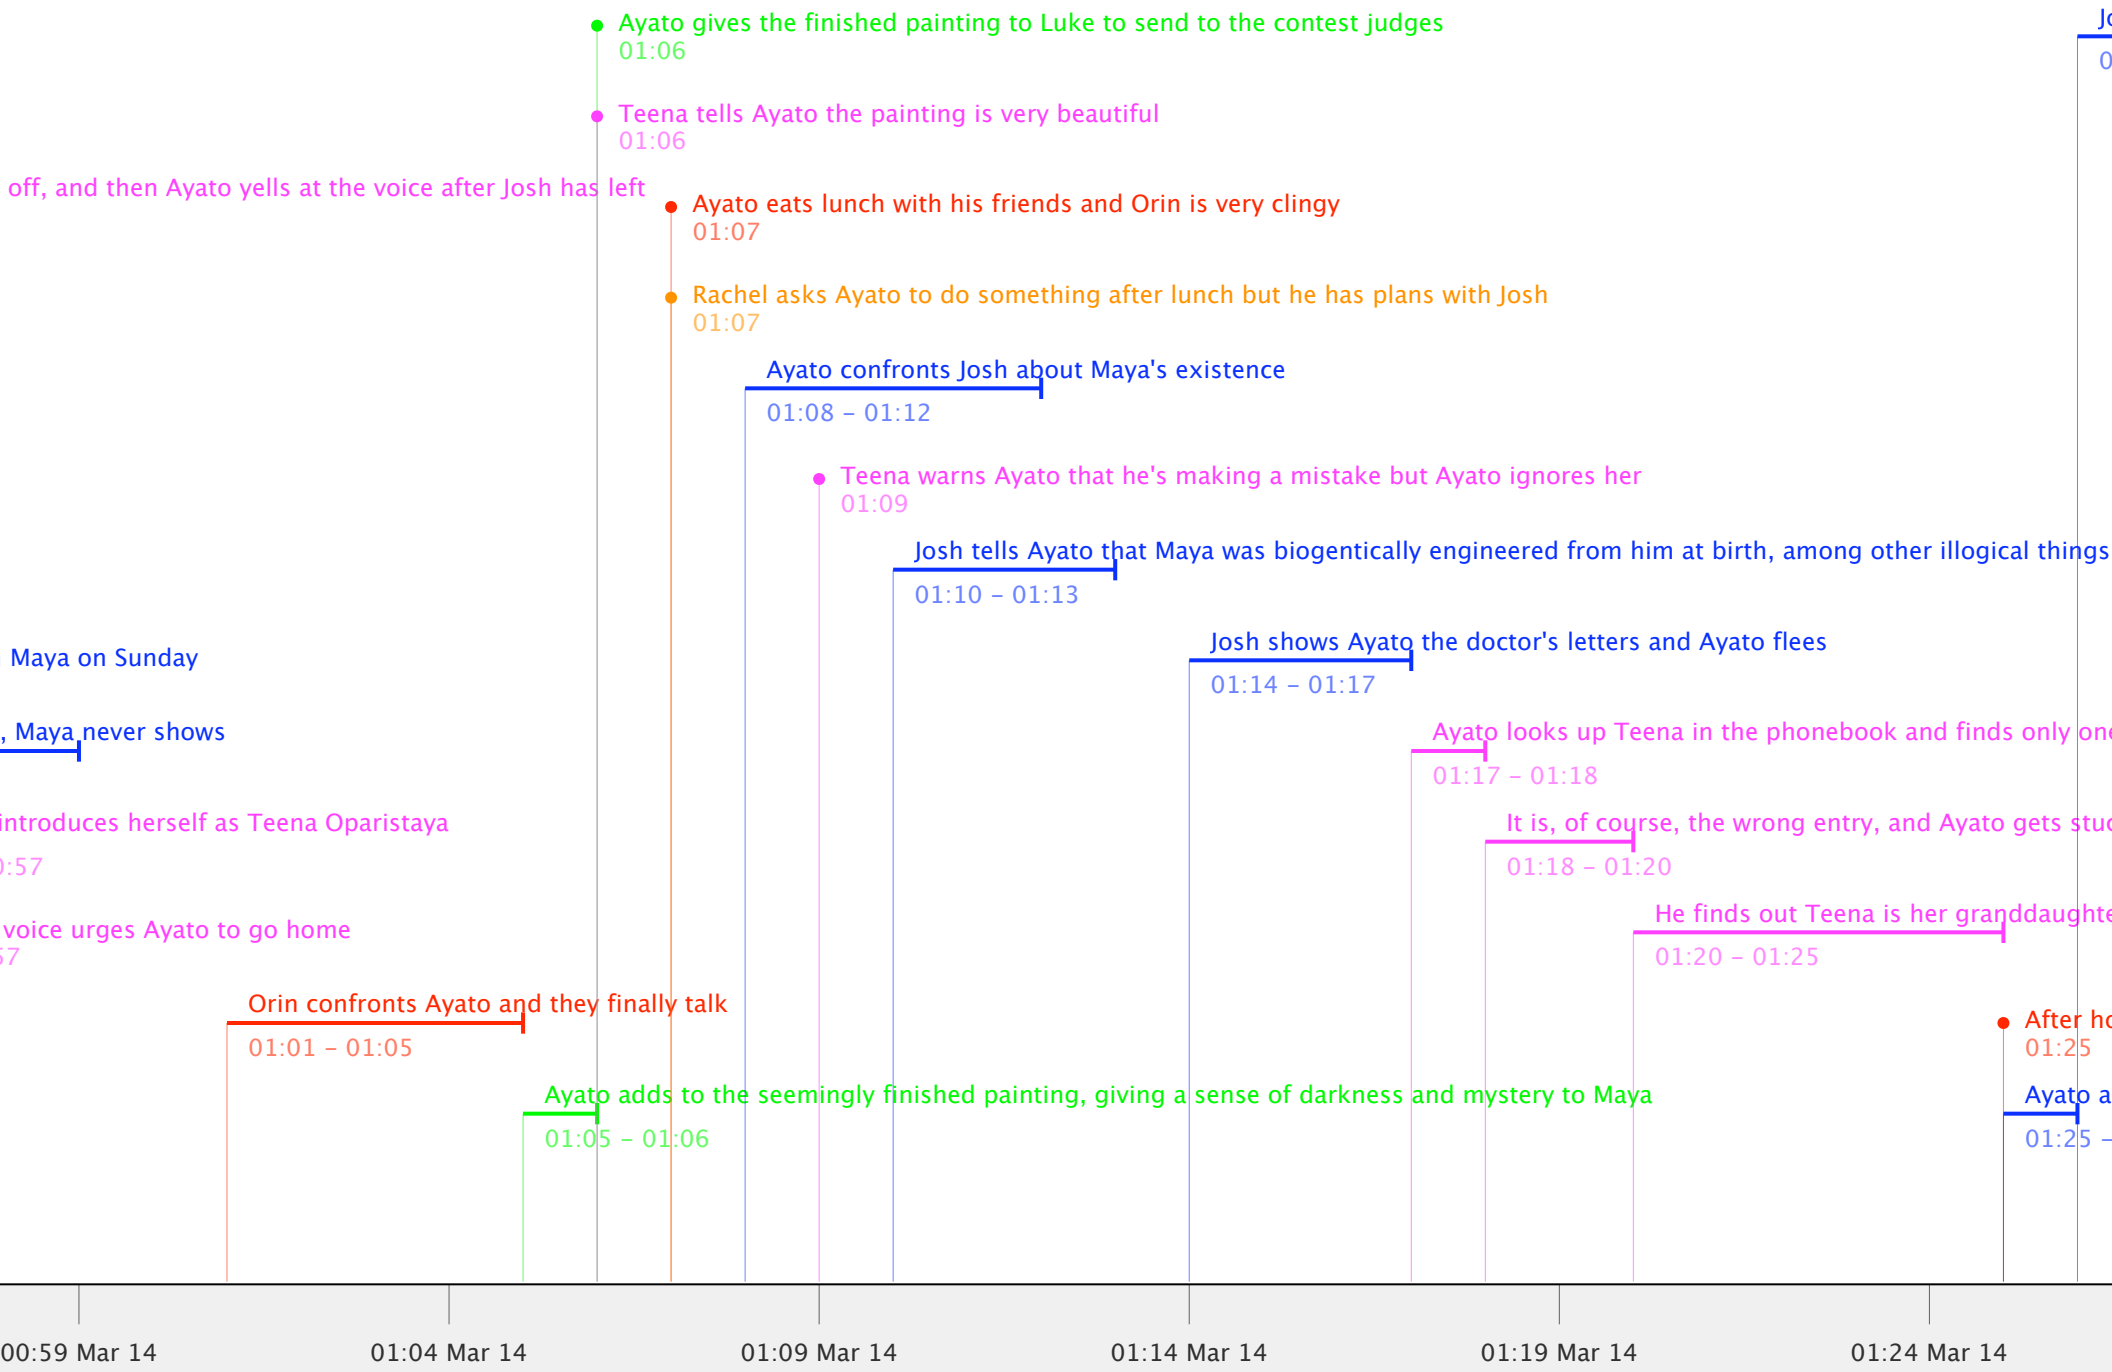 Ayato gives the finished painting to Luke to send to the contest judges
01:06
Teena tells Ayato the painting is very beautiful
01:06
off, and then Ayato yells at the voice after Josh has left
Ayato eats lunch with his friends and Orin is very clingy
01:07
Rachel asks Ayato to do something after lunch but he has plans with Josh
01:07
Ayato confronts Josh about Maya's existence
01:08 – 01:12
Teena warns Ayato that he's making a mistake but Ayato ignores her
01:09
Josh tells Ayato that Maya was biogentically engineered from him at birth, among other illogical things
01:10 – 01:13
Maya on Sunday
Josh shows Ayato the doctor's letters and Ayato flees
01:14 – 01:17
, Maya never shows
Ayato looks up Teena in the phonebook and finds only one
01:17 – 01:18
introduces herself as Teena Oparistaya
:57
It is, of course, the wrong entry, and Ayato gets
01:18 – 01:20
voice urges Ayato to go home
57
He finds out Teena is her
01:20 – 01:25
Orin confronts Ayato and they finally talk
01:01 – 01:05
After
01:25
Ayato adds to the seemingly finished painting, giving a sense of darkness and mystery to Maya
01:05 – 01:06
Ayato
01:25 –
00:59 Mar 14
01:04 Mar 14
01:09 Mar 14
01:14 Mar 14
01:19 Mar 14
01:24 Mar 14